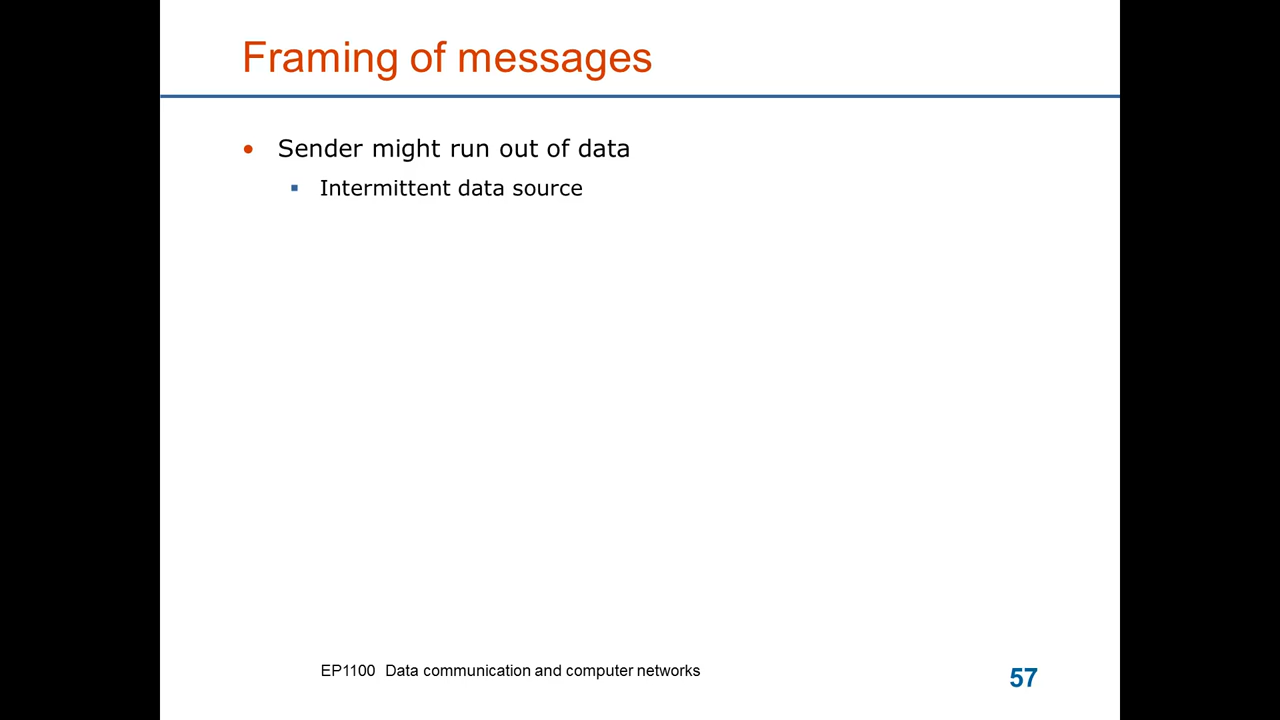 Framing of messages
• Sender might run out of data
▪ Intermittent data source
EP1100 Data communication and computer networks
57